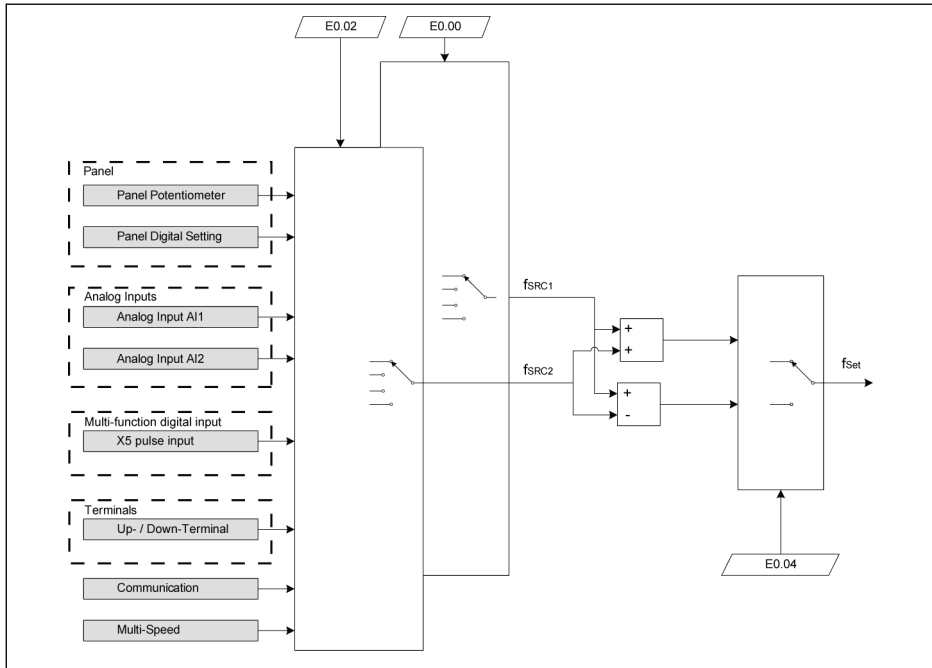 E0.02
E0.00
Panel
Panel Potentiometer
Panel Digital Setting
Analog Inputs
Analog Input AI1
Analog Input AI2
Multi-function digital input
X5 pulse input
Terminals
Up- / Down-Terminal
Communication
Multi-Speed
fSRC1
fSRC2
+
+
+
-
fSet
E0.04